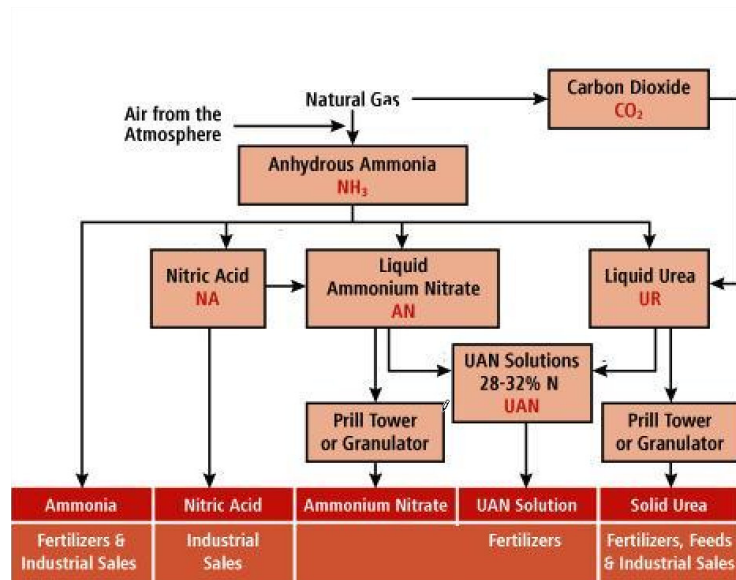 Carbon Dioxide
CO₂
Natural Gas
Air from the
Atmosphere
Anhydrous Ammonia
NH₃
Nitric Acid
NA
Liquid
Ammonium Nitrate
AN
Liquid Urea
UR
UAN Solutions
28-32% N
UAN
Prill Tower
or Granulator
Prill Tower
or Granulator
Ammonia
Nitric Acid
Ammonium Nitrate
UAN Solution
Solid Urea
Fertilizers &
Industrial Sales
Industrial
Sales
Fertilizers
Fertilizers, Feeds
& Industrial Sales